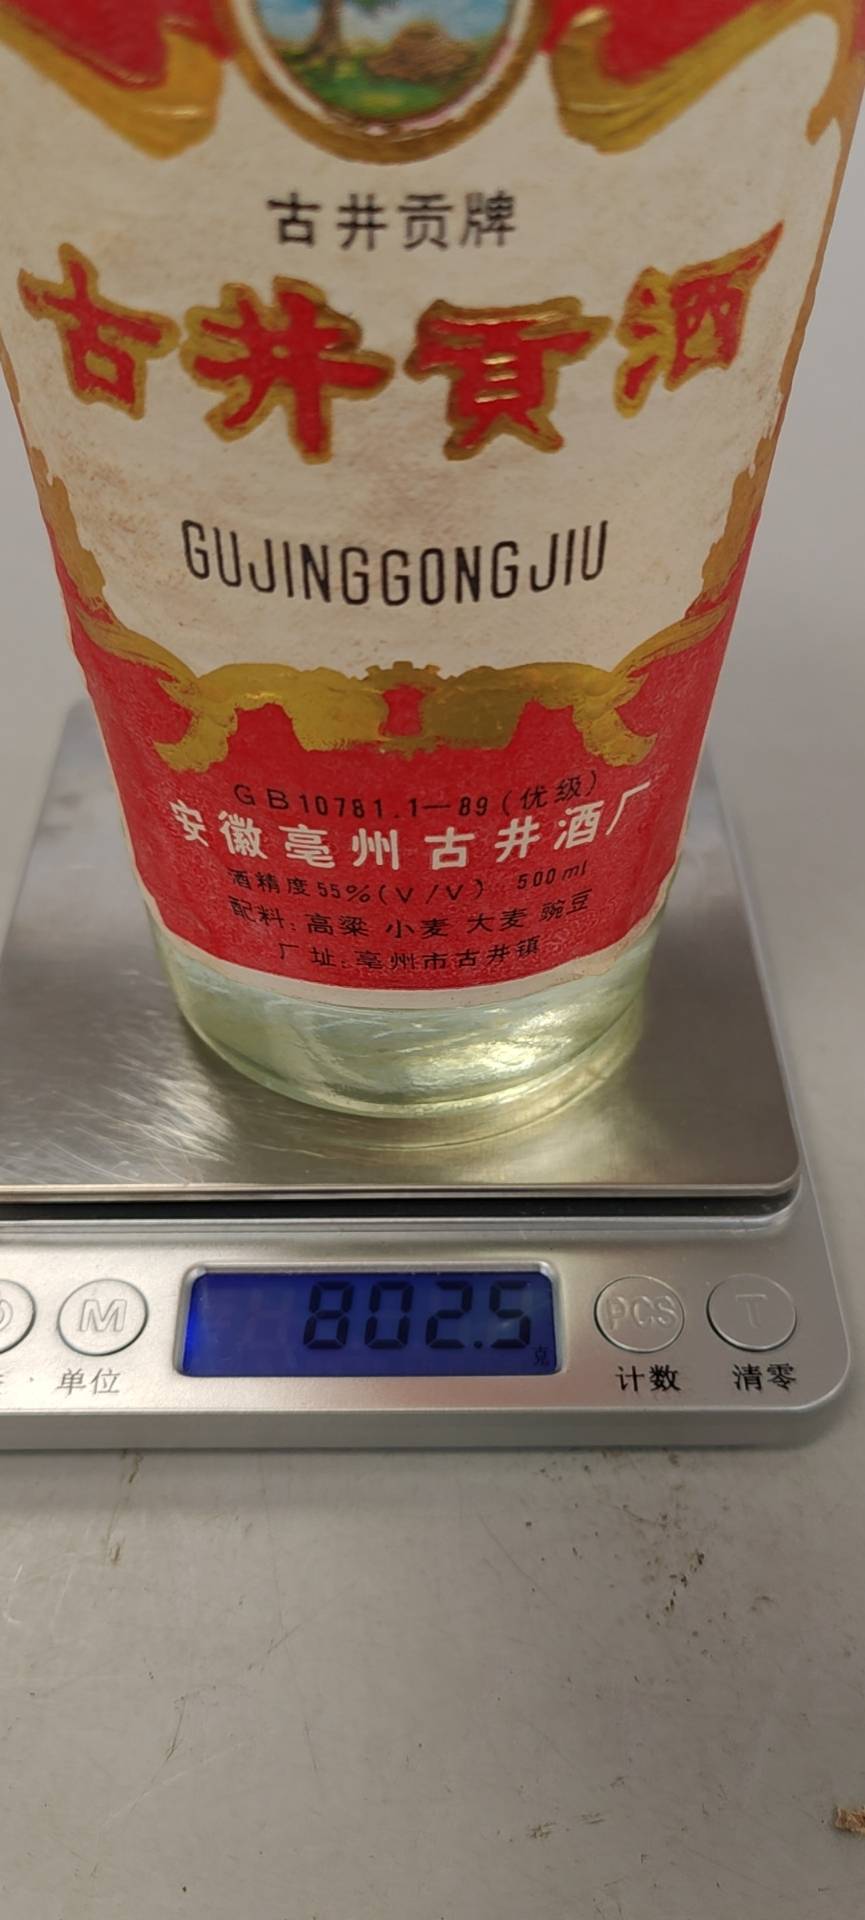 古井贡牌
古井贡酒
GUJINGGONGJIU
GB10781.1—89(优级)
安徽亳州古井酒厂
酒精度55%(V/V) 500ml
配料:高粱 小麦 大麦 豌豆
厂址:亳州市古井镇
M 802.5 克 PCS T
单位 计数 清零